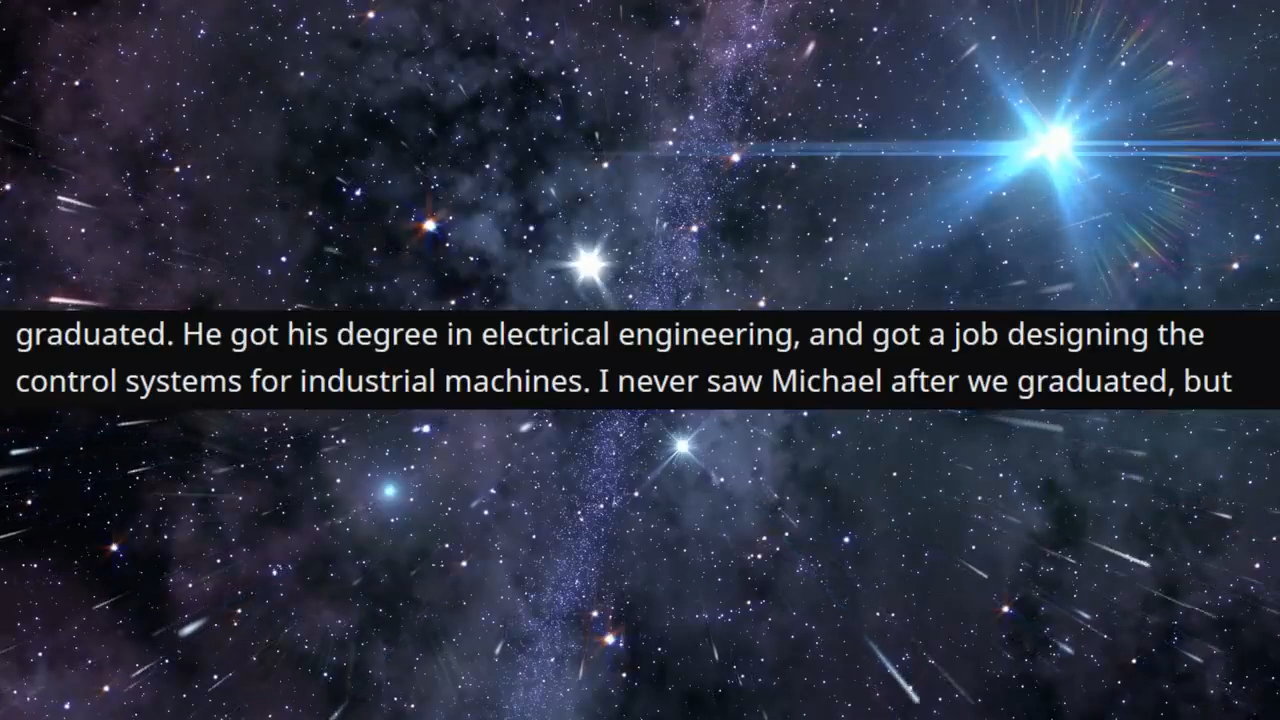 graduated. He got his degree in electrical engineering, and got a job designing the
control systems for industrial machines. I never saw Michael after we graduated, but